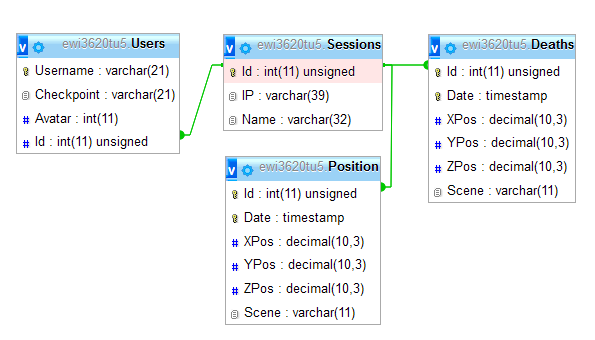 ewi3620tu5.Users
Username : varchar(21)
Checkpoint : varchar(21)
Avatar : int(11)
Id : int(11) unsigned
ewi3620tu5.Sessions
Id : int(11) unsigned
IP : varchar(39)
Name : varchar(32)
ewi3620tu5.Deaths
Id : int(11) unsigned
Date : timestamp
XPos : decimal(10,3)
YPos : decimal(10,3)
ZPos : decimal(10,3)
Scene : varchar(11)
ewi3620tu5.Position
Id : int(11) unsigned
Date : timestamp
XPos : decimal(10,3)
YPos : decimal(10,3)
ZPos : decimal(10,3)
Scene : varchar(11)